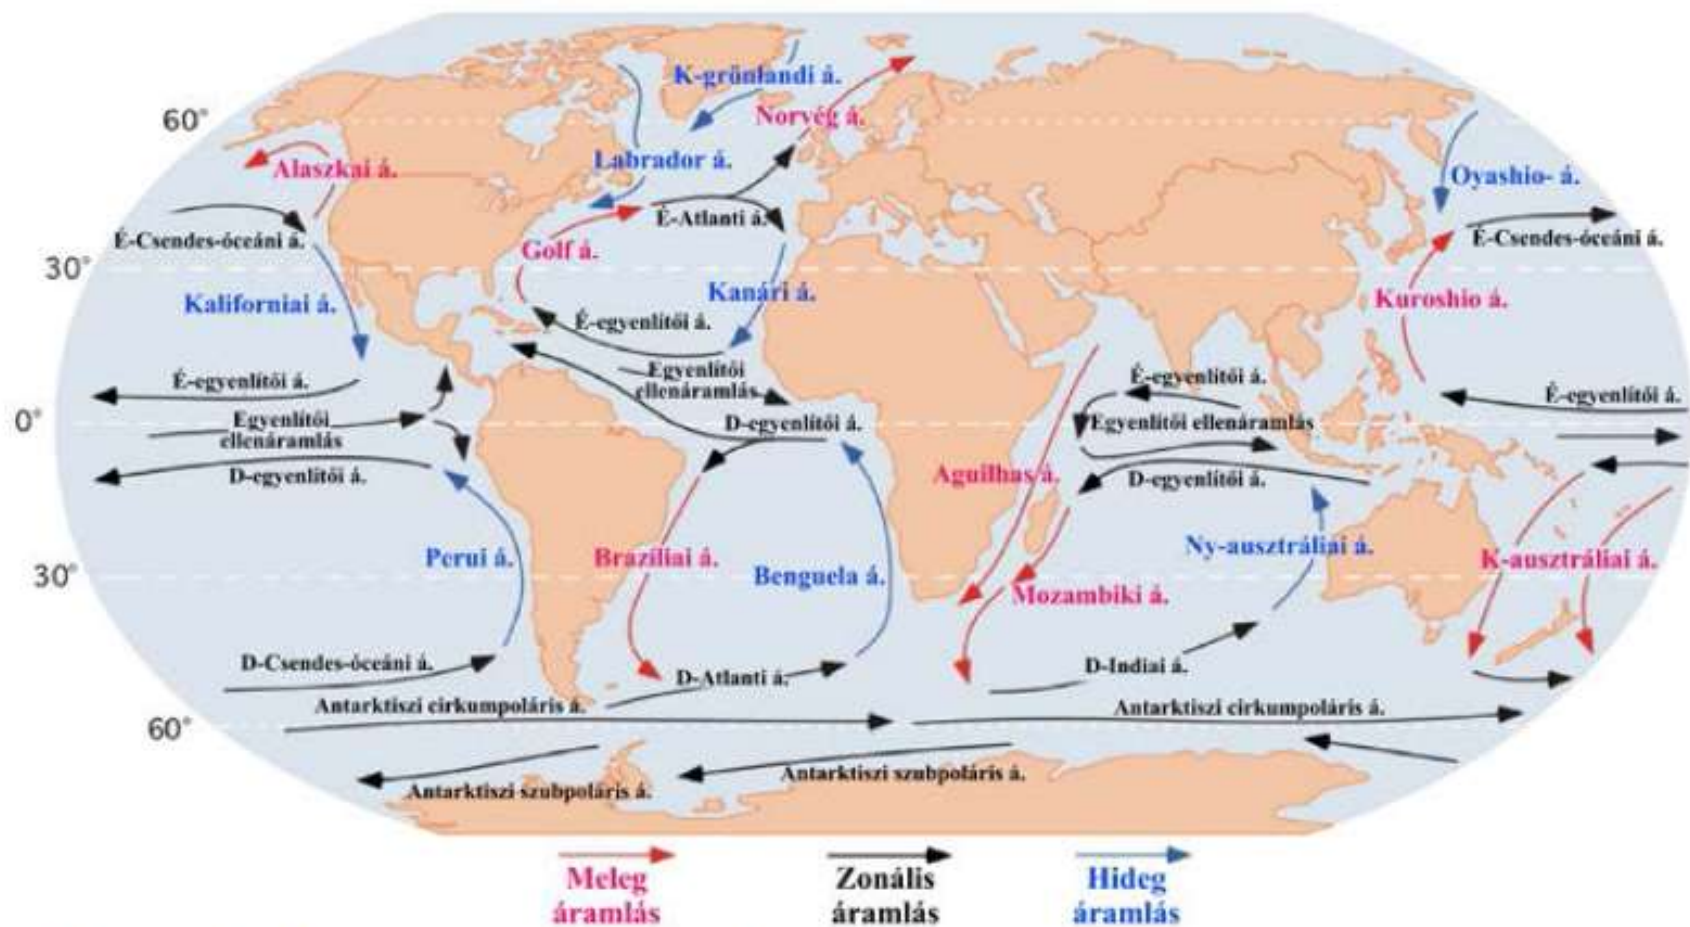 K-grönlandi á.
Norvég á.
60°
Alaszkai á.
Labrador á.
Oyashio- á.
É-Csendes-óceáni á.
É-Atlanti á.
É-Csendes-óceáni á.
Golf á.
30°
Kaliforniai á.
Kanári á.
Kuroshio á.
É-egyenlítői á.
É-egyenlítői á.
Egyenlítői
ellenáramlás
É-egyenlítői á.
É-egyenlítői á.
0°
Egyenlítői
ellenáramlás
D-egyenlítői á.
Egyenlítői ellenáramlás
D-egyenlítői á.
Aguilhas á.
D-egyenlítői á.
Perui á.
Braziliai á.
Benguela á.
Ny-ausztráliai á.
K-ausztráliai á.
30°
Mozambiki á.
D-Csendes-óceáni á.
D-Atlanti á.
D-Indiai á.
Antarktiszi cirkumpoláris á.
Antarktiszi cirkumpoláris á.
60°
Antarktiszi szubpoláris á.
Antarktiszi szubpoláris á.
Meleg
áramlás
Zonális
áramlás
Hideg
áramlás